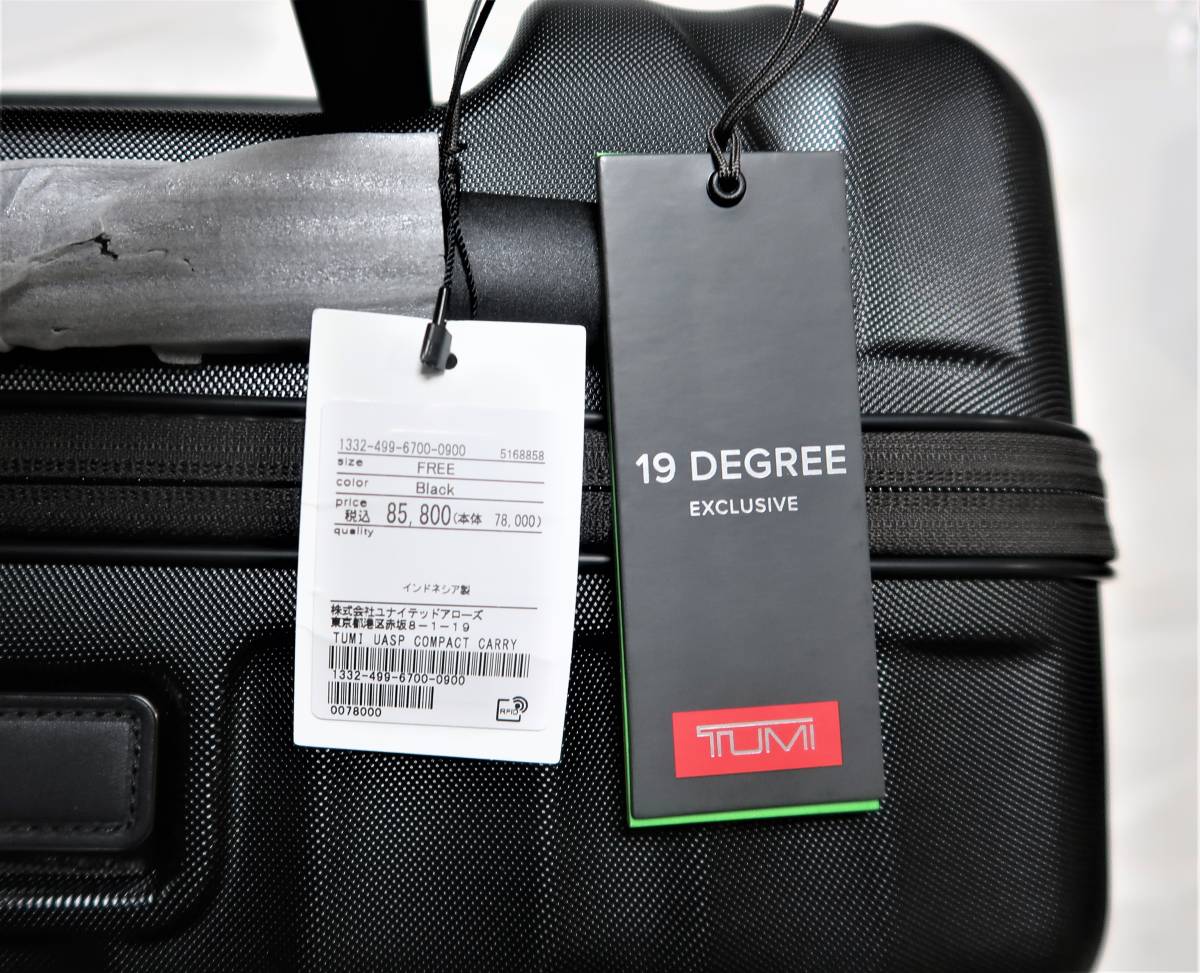 1332-499-6700-0900 5168858
size FREE
color Black
price
税込 85,800(本体 78,000)
quality
インドネシア製
株式会社ユナイテッドアローズ
東京都港区赤坂8-1-19
TUMI UASP COMPACT CARRY
1332-499-6700-0900
0078000
RFID
19 DEGREE
EXCLUSIVE
TUMI